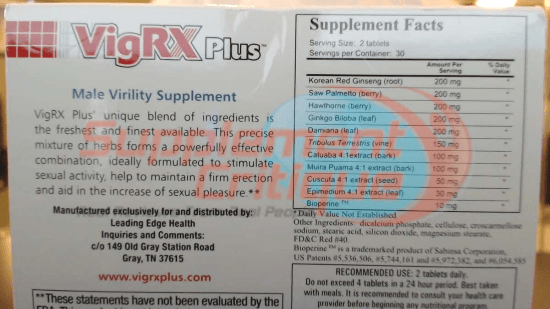 VigRX Plus™
Male Virility Supplement
VigRX Plus® unique blend of ingredients is
the freshest and finest available. This precise
mixture of herbs forms a powerfully effective
combination, ideally formulated to stimulate
sexual activity, help to maintain a firm erection
and aid in the increase of sexual pleasure.**
Manufactured exclusively for and distributed by:
Leading Edge Health
Inquiries and Comments:
c/o 149 Old Gray Station Road
Gray, TN 37615
www.vigrxplus.com
**These statements have not been evaluated by the
Supplement Facts
Serving Size: 2 tablets
Servings per Container: 30
Amount Per Serving % Daily Value
Korean Red Ginseng (root) 200 mg *
Saw Palmetto (berry) 200 mg *
Hawthorne (berry) 200 mg *
Ginkgo Biloba (leaf) 200 mg *
Damiana (leaf) 200 mg *
Tribulus Terrestris (vine) 150 mg *
Catuaba 4:1extract (bark) 100 mg *
Muira Puama 4:1 extract (bark) 100 mg *
Cuscuta 4:1 extract (seed) 50 mg *
Epimedium 4:1 extract (leaf) 30 mg *
Bioperine™ 10 mg *
*Daily Value Not Established
Other Ingredients: dicalcium phosphate, cellulose, croscarmellose
sodium, stearic acid, silicon dioxide, magnesium stearate,
FD&C Red #40.
Bioperine™ is a trademarked product of Sabinsa Corporation,
US Patents #5,536,506, #5,744,161 and #5,972,382, and #6,054,585
RECOMMENDED USE: 2 tablets daily.
Do not exceed 4 tablets in a 24 hour period. Best taken
with meals. It is recommended to consult your health care
provider before beginning any nutritional program.
Supplement
Critique